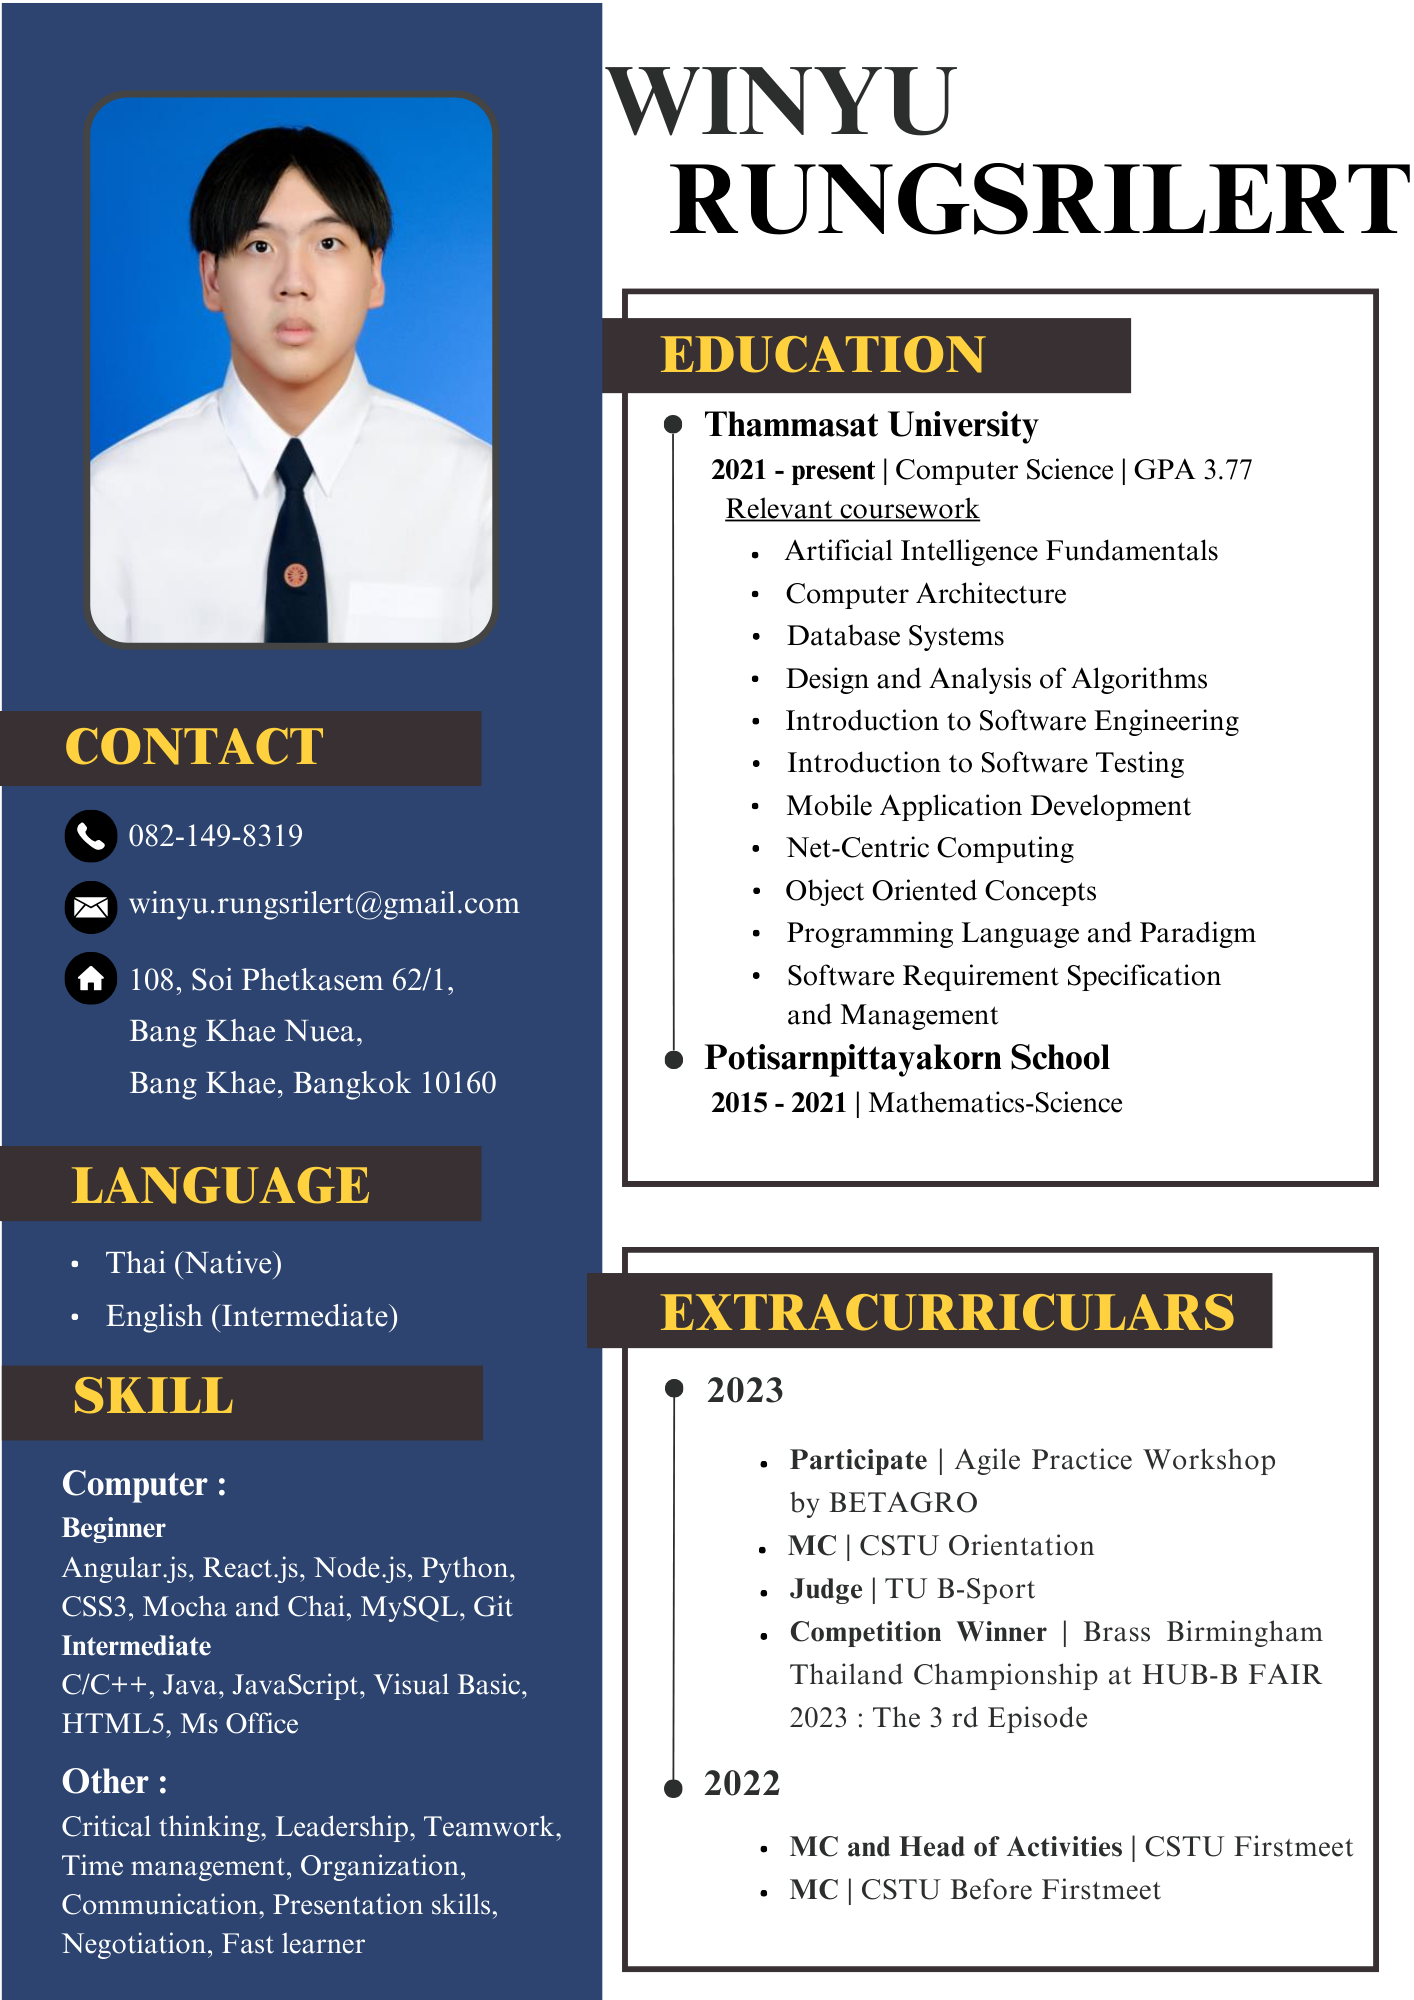 WINYU
RUNGSRILERT
CONTACT
082-149-8319
winyu.rungsrilert@gmail.com
108, Soi Phetkasem 62/1,
Bang Khae Nuea,
Bang Khae, Bangkok 10160
LANGUAGE
• Thai (Native)
• English (Intermediate)
SKILL
Computer :
Beginner
Angular.js, React.js, Node.js, Python,
CSS3, Mocha and Chai, MySQL, Git
Intermediate
C/C++, Java, JavaScript, Visual Basic,
HTML5, Ms Office
Other :
Critical thinking, Leadership, Teamwork,
Time management, Organization,
Communication, Presentation skills,
Negotiation, Fast learner
EDUCATION
Thammasat University
2021 - present | Computer Science | GPA 3.77
Relevant coursework
• Artificial Intelligence Fundamentals
• Computer Architecture
• Database Systems
• Design and Analysis of Algorithms
• Introduction to Software Engineering
• Introduction to Software Testing
• Mobile Application Development
• Net-Centric Computing
• Object Oriented Concepts
• Programming Language and Paradigm
• Software Requirement Specification
and Management
Potisarnpittayakorn School
2015 - 2021 | Mathematics-Science
EXTRACURRICULARS
2023
• Participate | Agile Practice Workshop
by BETAGRO
• MC | CSTU Orientation
• Judge | TU B-Sport
• Competition Winner | Brass Birmingham
Thailand Championship at HUB-B FAIR
2023 : The 3 rd Episode
2022
• MC and Head of Activities | CSTU Firstmeet
• MC | CSTU Before Firstmeet